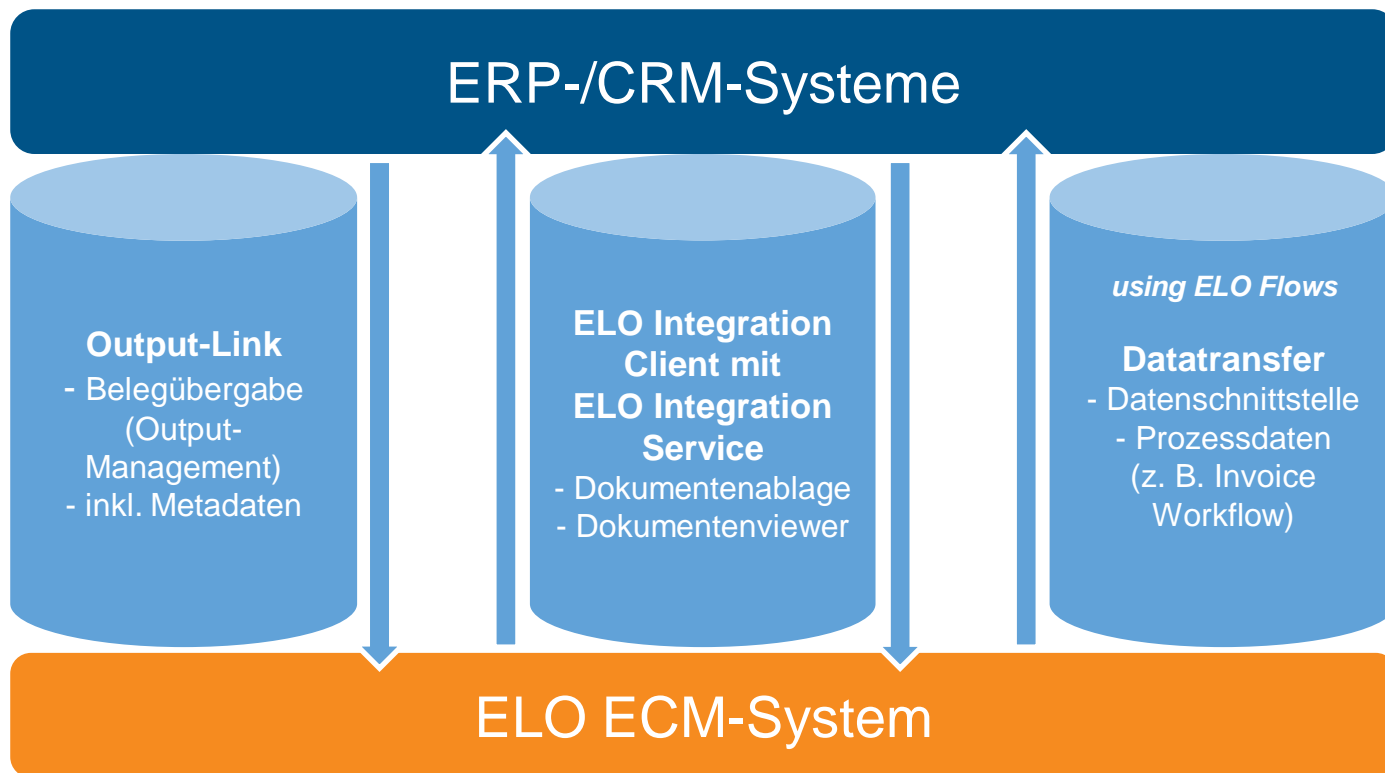 ERP-/CRM-Systeme
Output-Link
- Belegübergabe
(Output-
Management)
- inkl. Metadaten
ELO Integration
Client mit
ELO Integration
Service
- Dokumentenablage
- Dokumentenviewer
using ELO Flows
Datatransfer
- Datenschnittstelle
- Prozessdaten
(z. B. Invoice
Workflow)
ELO ECM-System